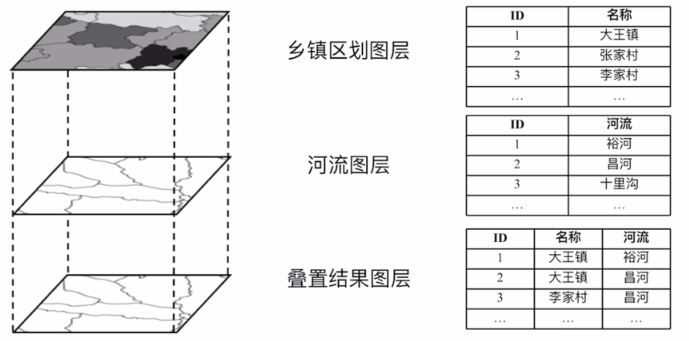 乡镇区划图层
ID 名称
1 大王镇
2 张家村
3 李家村
… …
河流图层
ID 河流
1 裕河
2 昌河
3 十里沟
… …
叠置结果图层
ID 名称 河流
1 大王镇 裕河
2 大王镇 昌河
3 李家村 昌河
… … …